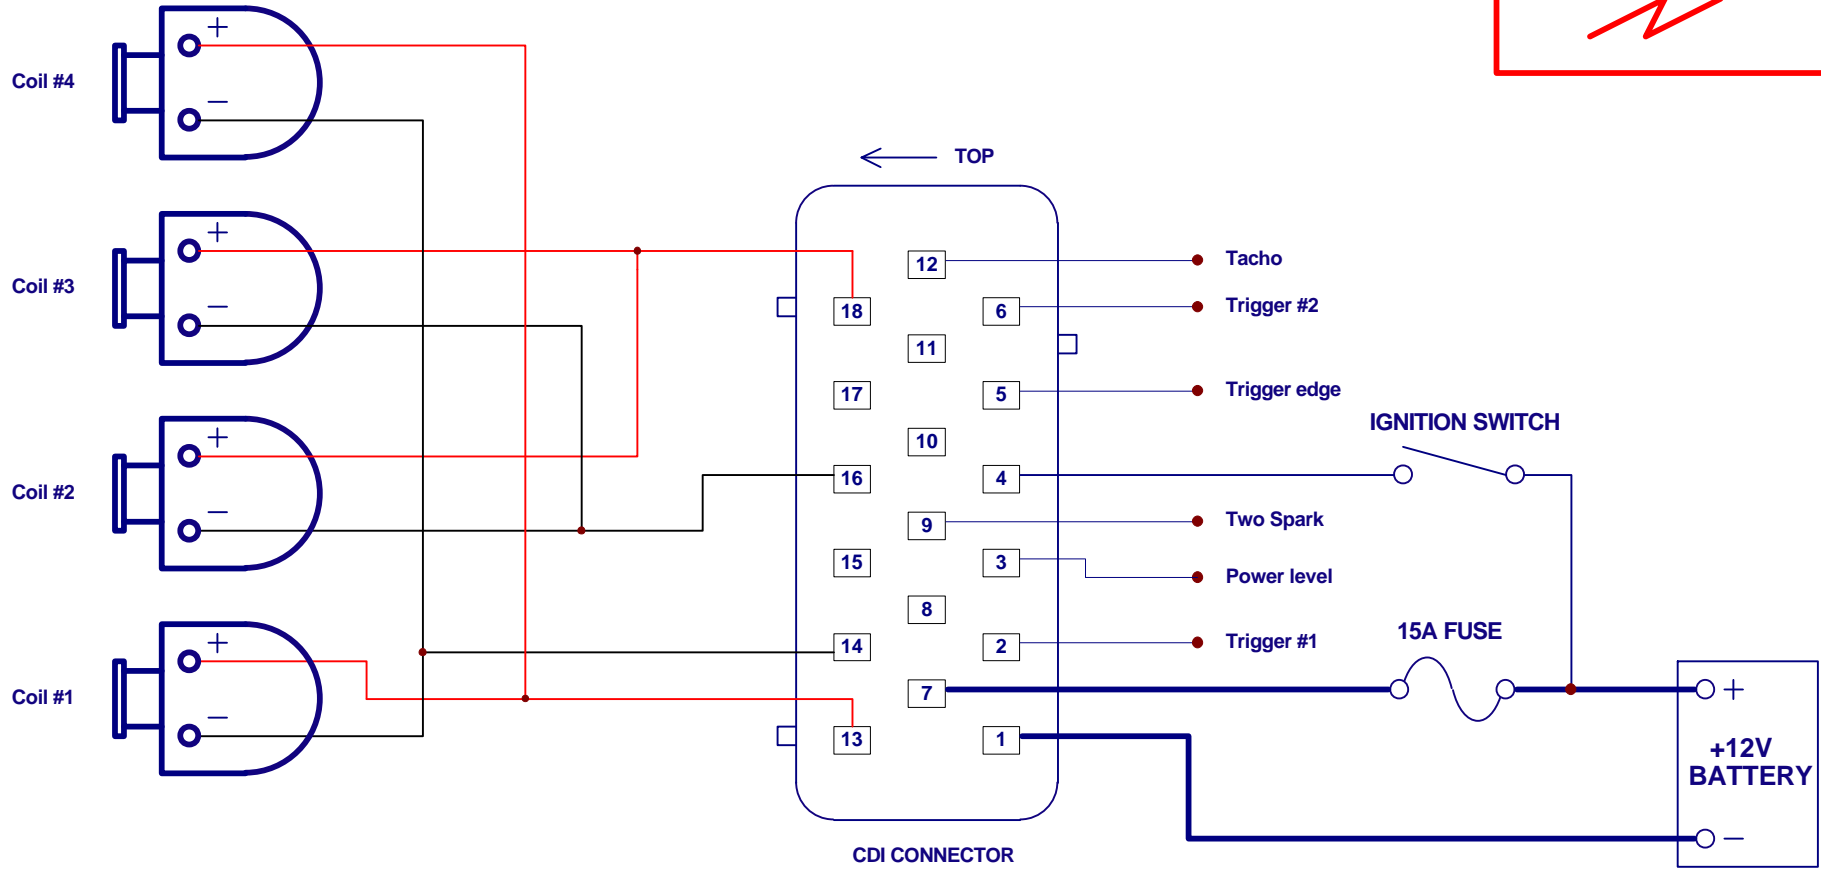 Coil #4
+
−
Coil #3
+
−
Coil #2
+
−
Coil #1
+
−
TOP
12
18
6
11
17
5
10
16
4
9
15
3
8
14
2
7
13
1
CDI CONNECTOR
Tacho
Trigger #2
Trigger edge
IGNITION SWITCH
Two Spark
Power level
Trigger #1
15A FUSE
+
+12V
BATTERY
−